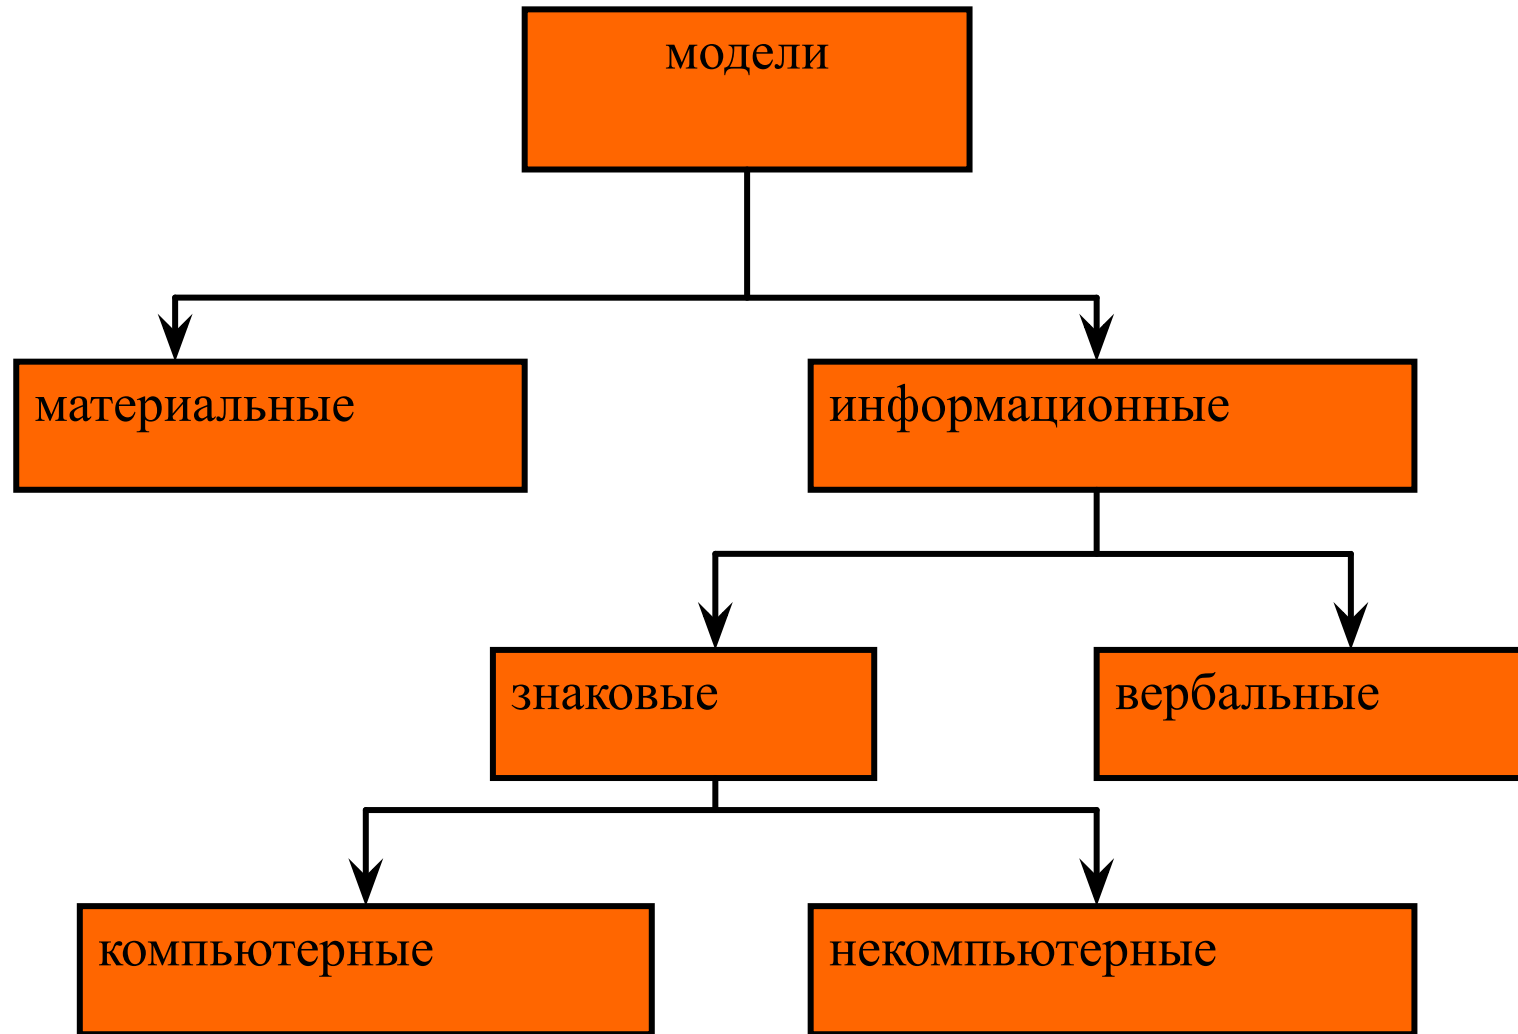 модели
материальные
информационные
знаковые
вербальные
компьютерные
некомпьютерные